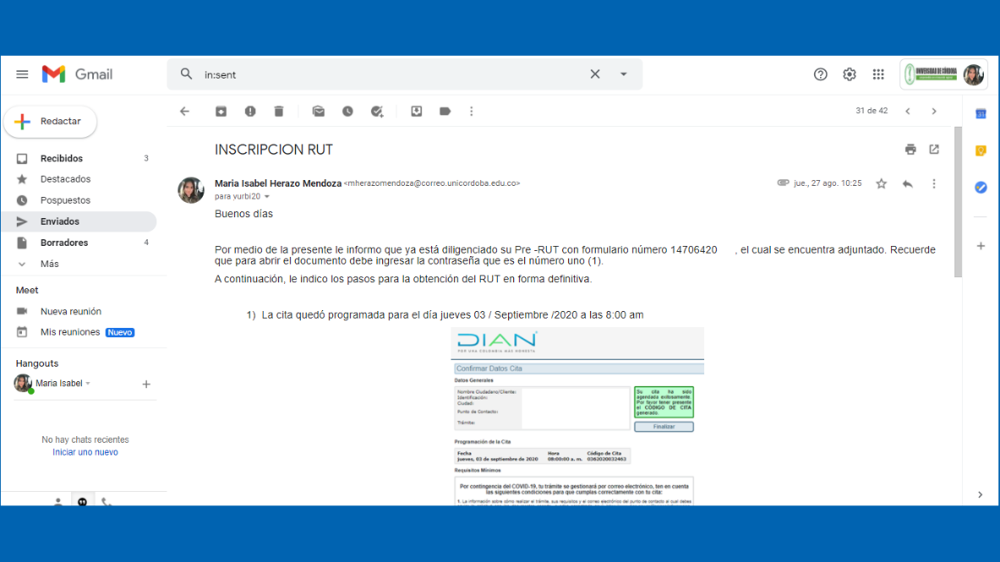 Gmail
in:sent
UNIVERSIDAD DE CÓRDOBA
Redactar
31 de 42
Recibidos 3
Destacados
Pospuestos
Enviados
Borradores 4
Más
Meet
Nueva reunión
Mis reuniones Nuevo
Hangouts
Maria Isabel
No hay chats recientes
Iniciar uno nuevo
INSCRIPCION RUT
Maria Isabel Herazo Mendoza <mherazomendoza@correo.unicordoba.edu.co>
jue., 27 ago. 10:25
para yurbi20
Buenos días
Por medio de la presente le informo que ya está diligenciado su Pre -RUT con formulario número 14706420 , el cual se encuentra adjuntado. Recuerde
que para abrir el documento debe ingresar la contraseña que es el número uno (1).
A continuación, le indico los pasos para la obtención del RUT en forma definitiva.
1) La cita quedó programada para el día jueves 03 / Septiembre /2020 a las 8:00 am
DIAN
POR UNA COLOMBIA MÁS HONESTA
Confirmar Datos Cita
Datos Generales
Nombre Ciudadano/Cliente:
Identificación:
Ciudad:
Punto de Contacto:
Trámite:
Su cita ha sido
agendada exitosamente.
Por favor tener presente
el CÓDIGO DE CITA
generado.
Finalizar
Programación de la Cita
Fecha Hora Código de Cita
jueves, 03 de septiembre de 2020 08:00:00 a. m. 0363020032463
Requisitos Mínimos
Por contingencia del COVID-19, tu trámite se gestionará por correo electrónico, ten en cuenta
las siguientes condiciones para que cumplas correctamente con tu cita:
1. La información sobre cómo realizar el trámite, sus requisitos y el correo electrónico del punto de contacto al cual debes